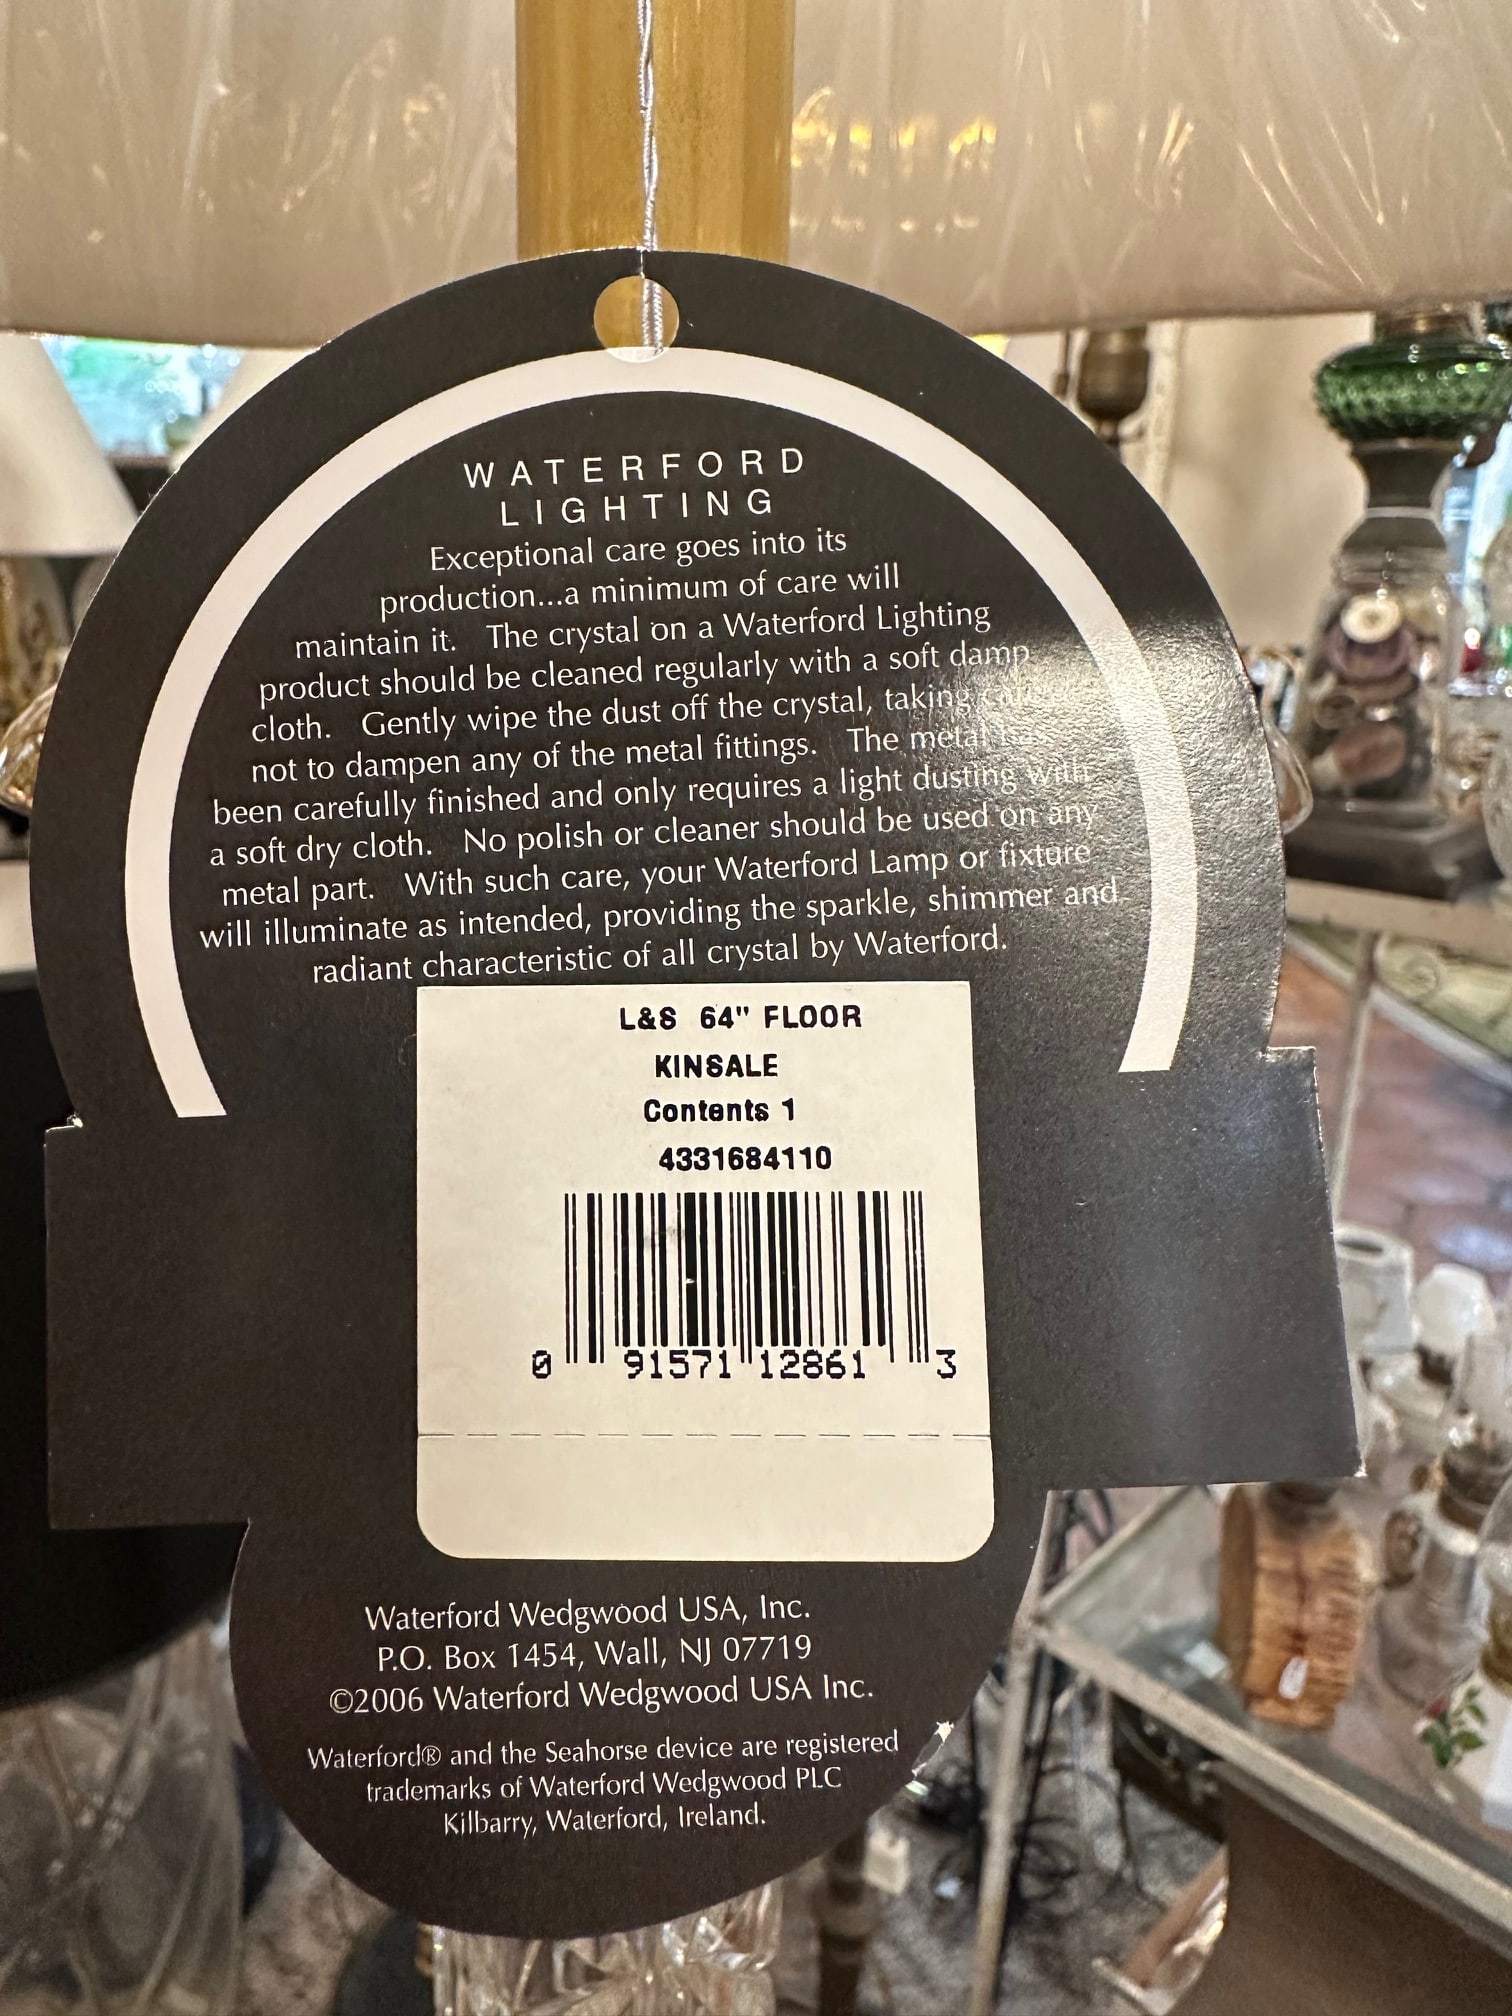 WATERFORD
LIGHTING
Exceptional care goes into its
production...a minimum of care will
maintain it. The crystal on a Waterford Lighting
product should be cleaned regularly with a soft damp
cloth. Gently wipe the dust off the crystal, taking care
not to dampen any of the metal fittings. The metal has
been carefully finished and only requires a light dusting with
a soft dry cloth. No polish or cleaner should be used on any
metal part. With such care, your Waterford Lamp or fixture
will illuminate as intended, providing the sparkle, shimmer and
radiant characteristic of all crystal by Waterford.
L&S 64" FLOOR
KINSALE
Contents 1
4331684110
0 91571 12861 3
Waterford Wedgwood USA, Inc.
P.O. Box 1454, Wall, NJ 07719
©2006 Waterford Wedgwood USA Inc.
Waterford® and the Seahorse device are registered
trademarks of Waterford Wedgwood PLC
Kilbarry, Waterford, Ireland.